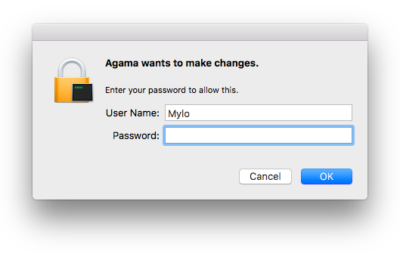 Agama wants to make changes.
Enter your password to allow this.
User Name: Mylo
Password:
Cancel OK